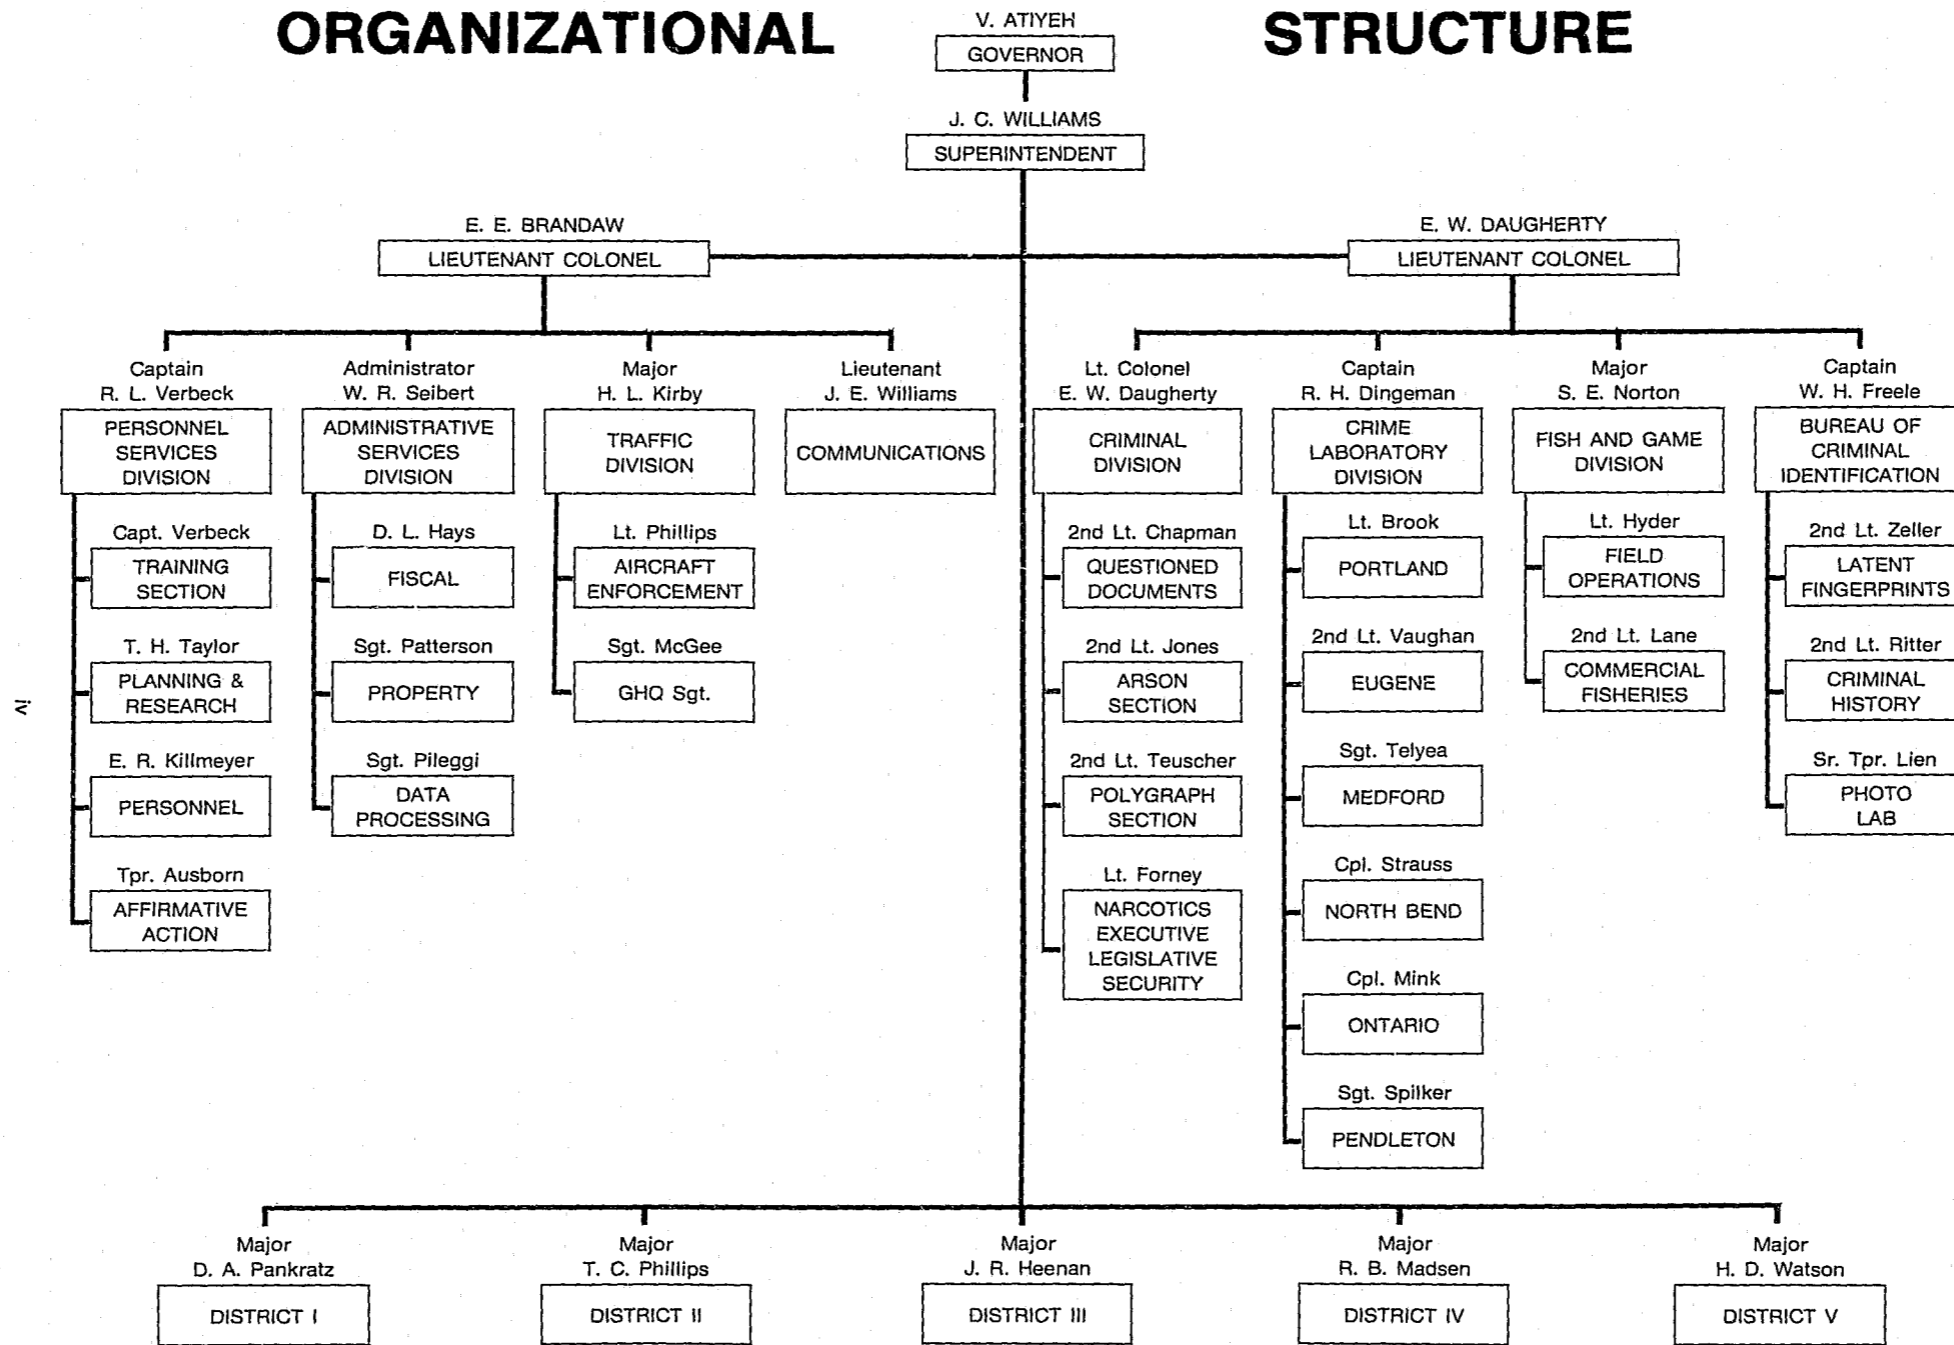 ORGANIZATIONAL STRUCTURE
V. ATIYEH
GOVERNOR
J. C. WILLIAMS
SUPERINTENDENT
E. E. BRANDAW
LIEUTENANT COLONEL
E. W. DAUGHERTY
LIEUTENANT COLONEL
Captain
R. L. Verbeck
PERSONNEL
SERVICES
DIVISION
Capt. Verbeck
TRAINING
SECTION
T. H. Taylor
PLANNING &
RESEARCH
E. R. Killmeyer
PERSONNEL
Tpr. Ausborn
AFFIRMATIVE
ACTION
Administrator
W. R. Seibert
ADMINISTRATIVE
SERVICES
DIVISION
D. L. Hays
FISCAL
Sgt. Patterson
PROPERTY
Sgt. Pileggi
DATA
PROCESSING
Major
H. L. Kirby
TRAFFIC
DIVISION
Lt. Phillips
AIRCRAFT
ENFORCEMENT
Sgt. McGee
GHQ Sgt.
Lieutenant
J. E. Williams
COMMUNICATIONS
Lt. Colonel
E. W. Daugherty
CRIMINAL
DIVISION
2nd Lt. Chapman
QUESTIONED
DOCUMENTS
2nd Lt. Jones
ARSON
SECTION
2nd Lt. Teuscher
POLYGRAPH
SECTION
Lt. Forney
NARCOTICS
EXECUTIVE
LEGISLATIVE
SECURITY
Captain
R. H. Dingeman
CRIME
LABORATORY
DIVISION
Lt. Brook
PORTLAND
2nd Lt. Vaughan
EUGENE
Sgt. Telyea
MEDFORD
Cpl. Strauss
NORTH BEND
Cpl. Mink
ONTARIO
Sgt. Spilker
PENDLETON
Major
S. E. Norton
FISH AND GAME
DIVISION
Lt. Hyder
FIELD
OPERATIONS
2nd Lt. Lane
COMMERCIAL
FISHERIES
Captain
W. H. Freele
BUREAU OF
CRIMINAL
IDENTIFICATION
2nd Lt. Zeller
LATENT
FINGERPRINTS
2nd Lt. Ritter
CRIMINAL
HISTORY
Sr. Tpr. Lien
PHOTO
LAB
iv
Major
D. A. Pankratz
DISTRICT I
Major
T. C. Phillips
DISTRICT II
Major
J. R. Heenan
DISTRICT III
Major
R. B. Madsen
DISTRICT IV
Major
H. D. Watson
DISTRICT V